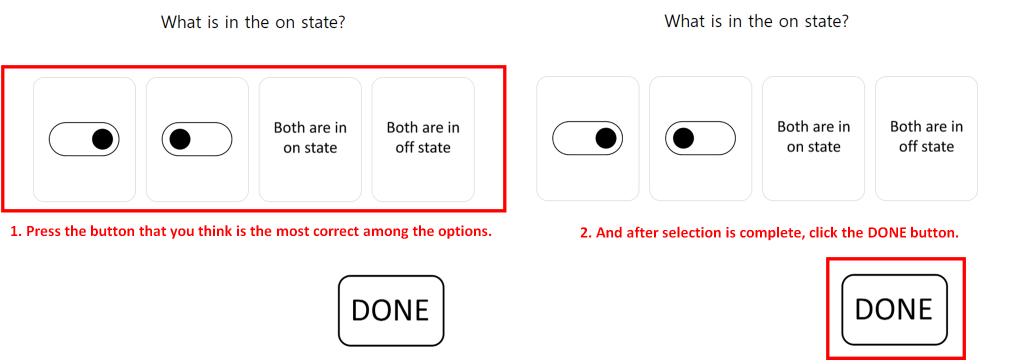 What is in the on state?
Both are in
on state
Both are in
off state
1. Press the button that you think is the most correct among the options.
DONE
What is in the on state?
Both are in
on state
Both are in
off state
2. And after selection is complete, click the DONE button.
DONE